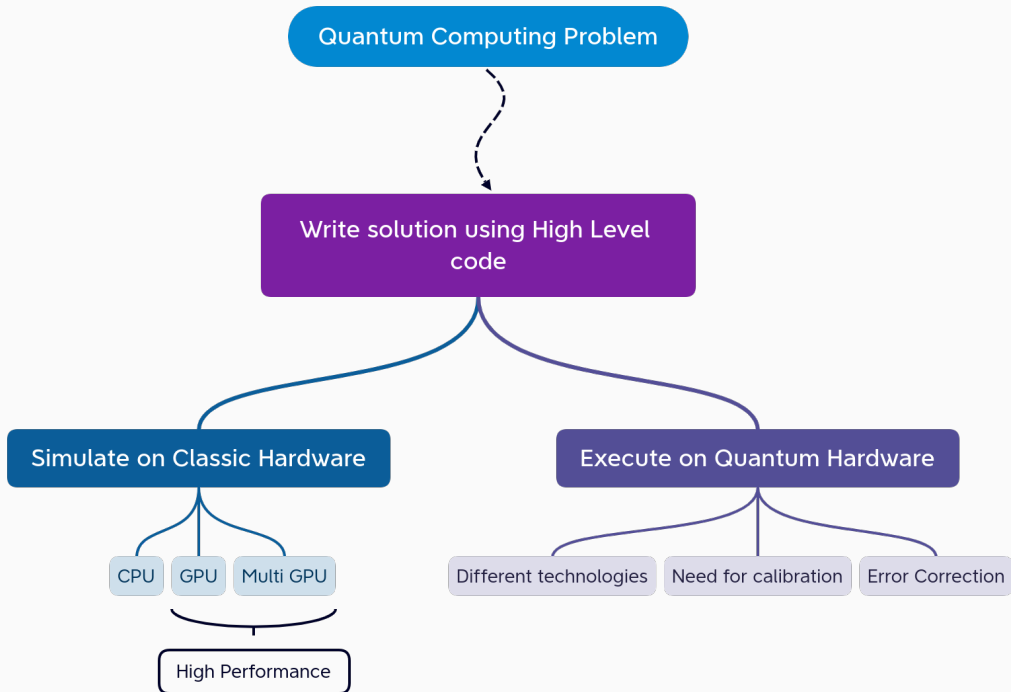 Quantum Computing Problem
Write solution using High Level
code
Simulate on Classic Hardware
Execute on Quantum Hardware
CPU
GPU
Multi GPU
Different technologies
Need for calibration
Error Correction
High Performance